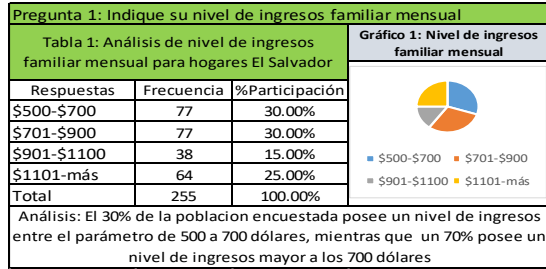 Pregunta 1: Indique su nivel de ingresos familiar mensual
Tabla 1: Análisis de nivel de ingresos
familiar mensual para hogares El Salvador
Gráfico 1: Nivel de ingresos
familiar mensual
Respuestas Frecuencia %Participación
$500-$700 77 30.00%
$701-$900 77 30.00%
$901-$1100 38 15.00%
$1101-más 64 25.00%
Total 255 100.00%
$500-$700 $701-$900
$901-$1100 $1101-más
Análisis: El 30% de la poblacion encuestada posee un nivel de ingresos
entre el parámetro de 500 a 700 dólares, mientras que un 70% posee un
nivel de ingresos mayor a los 700 dólares